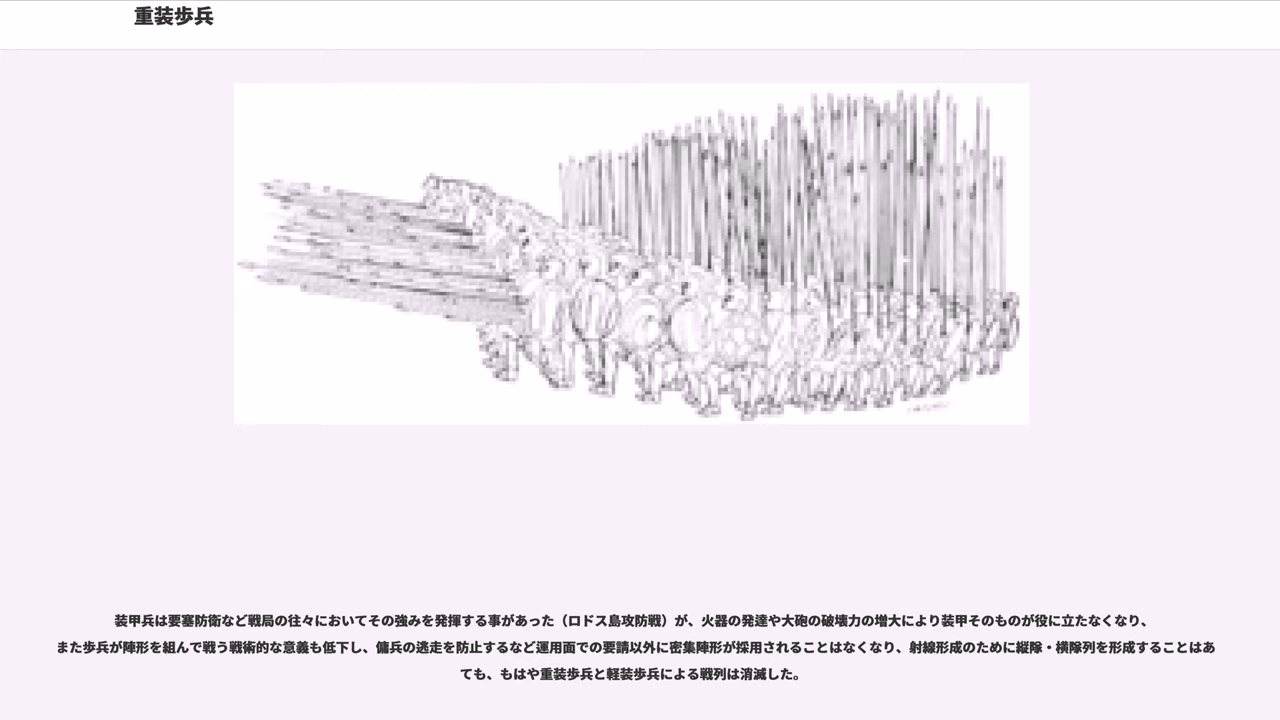 重装歩兵
装甲兵は要塞防衛など戦局の往々においてその強みを発揮する事があった（ロドス島攻防戦）が、火器の発達や大砲の破壊力の増大により装甲そのものが役に立たなくなり、
また歩兵が陣形を組んで戦う戦術的な意義も低下し、傭兵の逃走を防止するなど運用面での要請以外に密集陣形が採用されることはなくなり、射線形成のために縦隊・横隊列を形成することはあ
ても、もはや重装歩兵と軽装歩兵による戦列は消滅した。